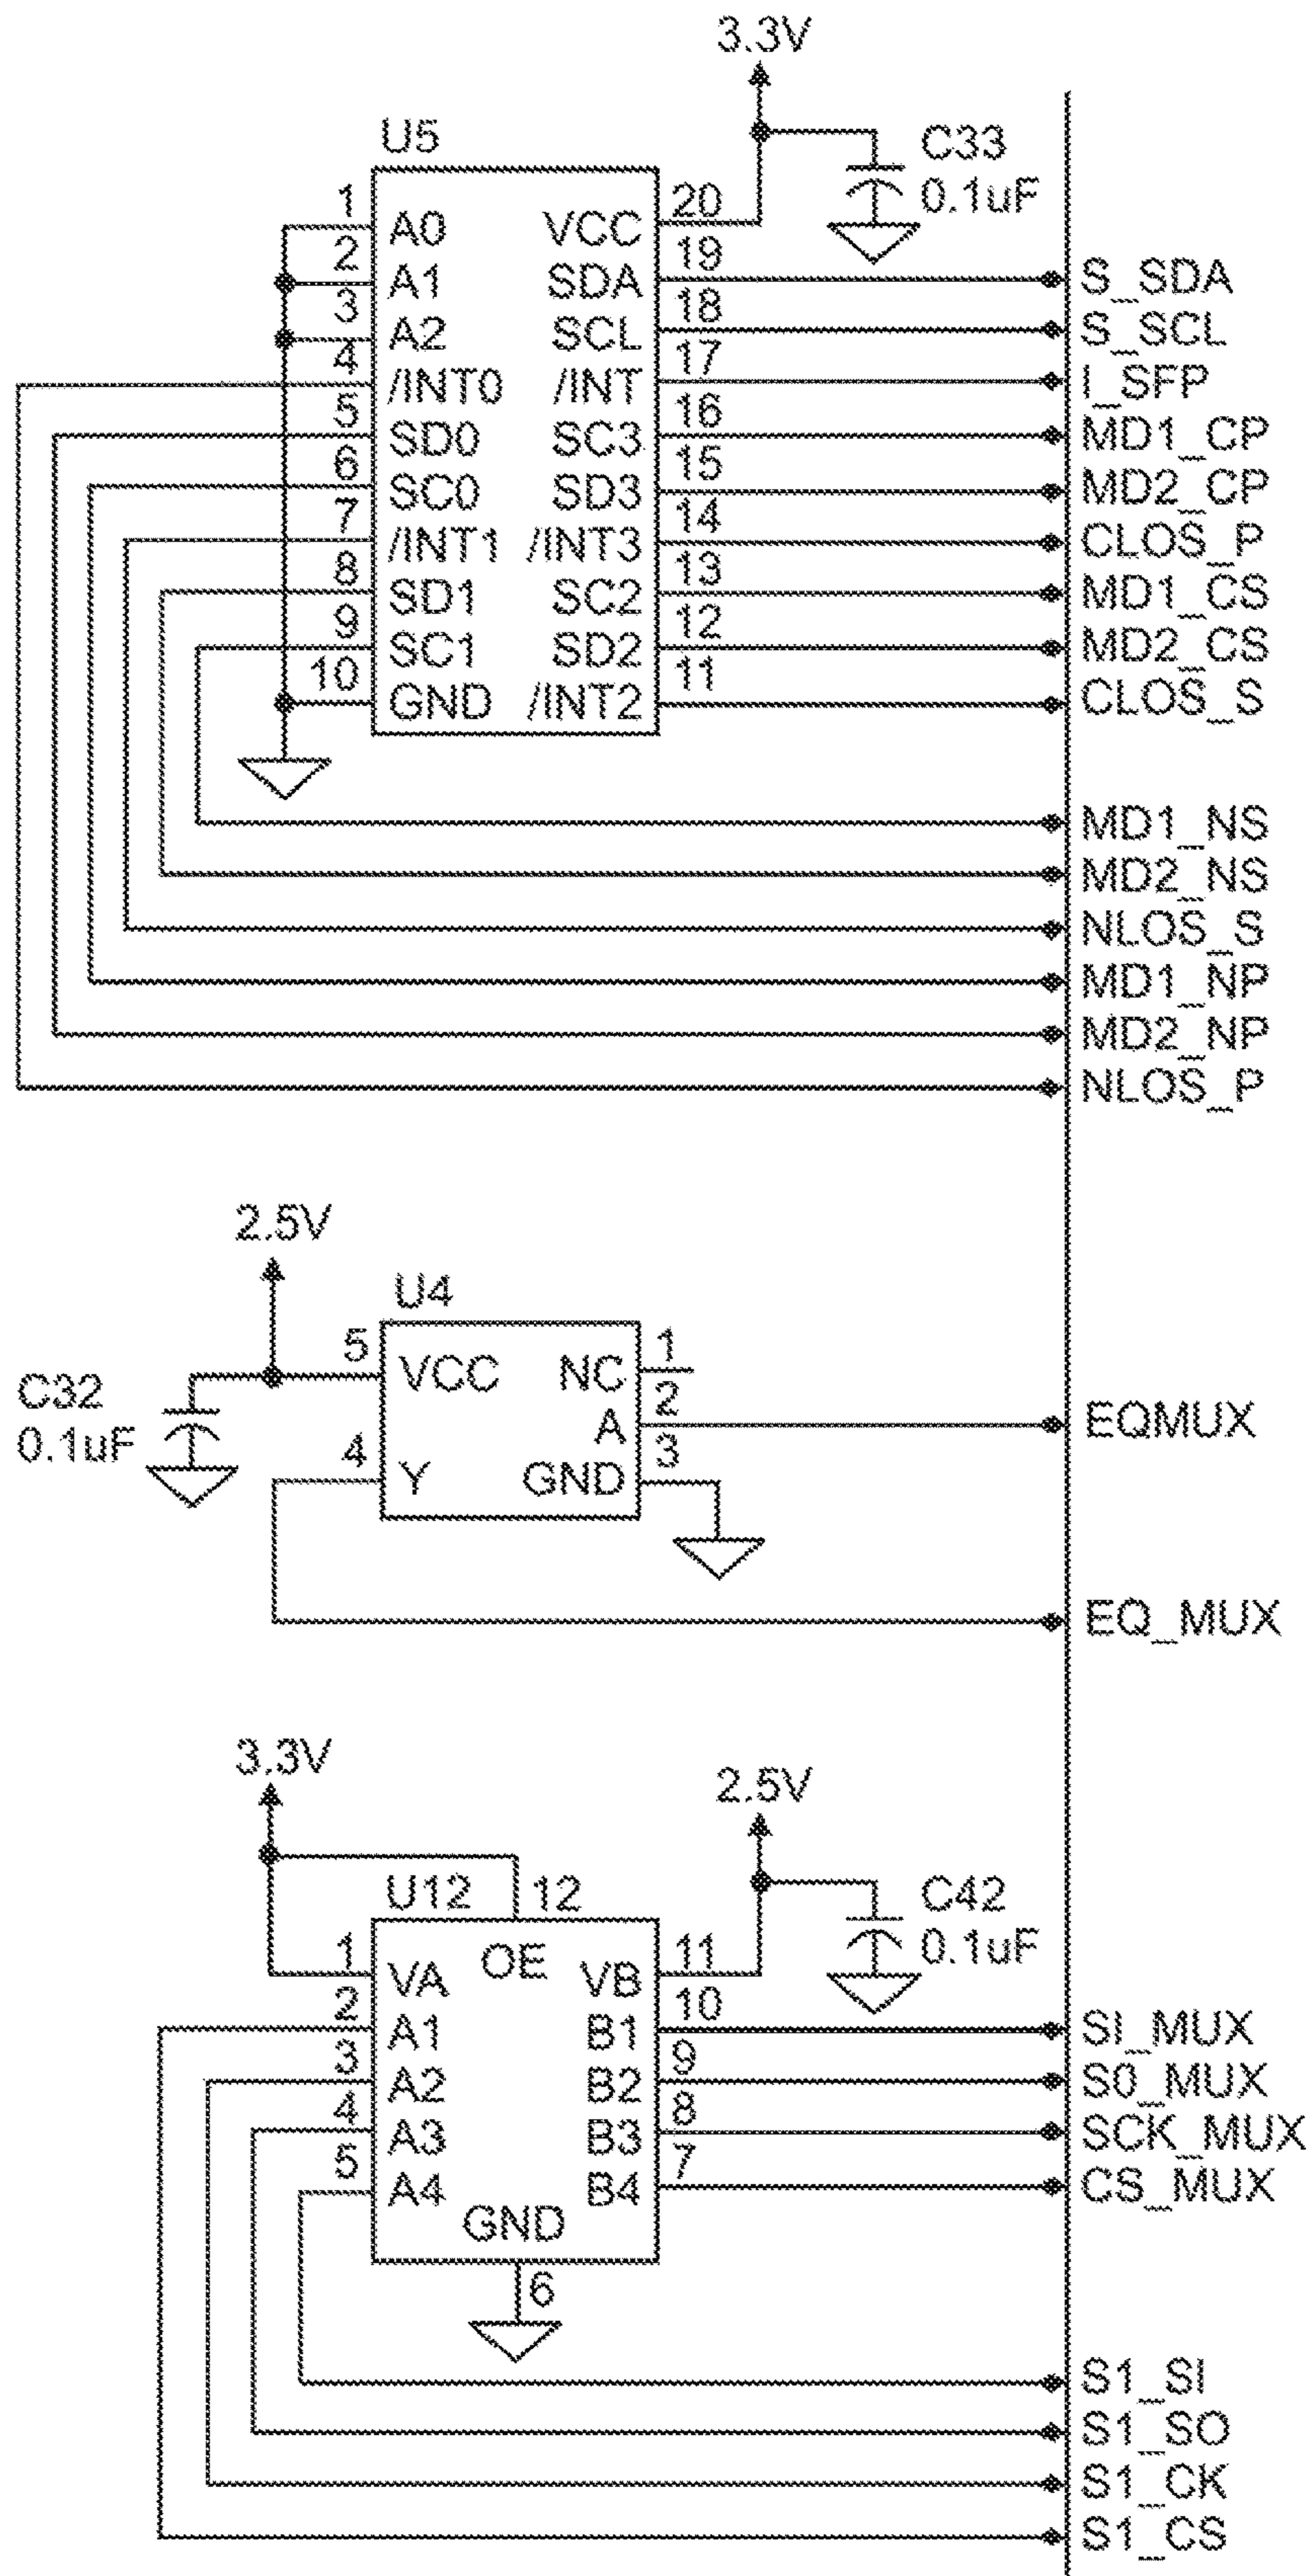 3.3V
U5
C33
0.1uF
1 A0 VCC 20
2 A1 SDA 19 S_SDA
3 A2 SCL 18 S_SCL
4 /INT0 /INT 17 I_SFP
5 SD0 SC3 16 MD1_CP
6 SC0 SD3 15 MD2_CP
7 /INT1 /INT3 14 CLOS_P
8 SD1 SC2 13 MD1_CS
9 SC1 SD2 12 MD2_CS
10 GND /INT2 11 CLOS_S
MD1_NS
MD2_NS
NLOS_S
MD1_NP
MD2_NP
NLOS_P
2.5V
U4
C32
0.1uF
5 VCC NC 1
A 2 EQMUX
4 Y GND 3
EQ_MUX
3.3V
2.5V
U12 12
C42
0.1uF
1 VA OE VB 11
2 A1 B1 10 SI_MUX
3 A2 B2 9 S0_MUX
4 A3 B3 8 SCK_MUX
5 A4 B4 7 CS_MUX
GND
6
S1_SI
S1_SO
S1_CK
S1_CS